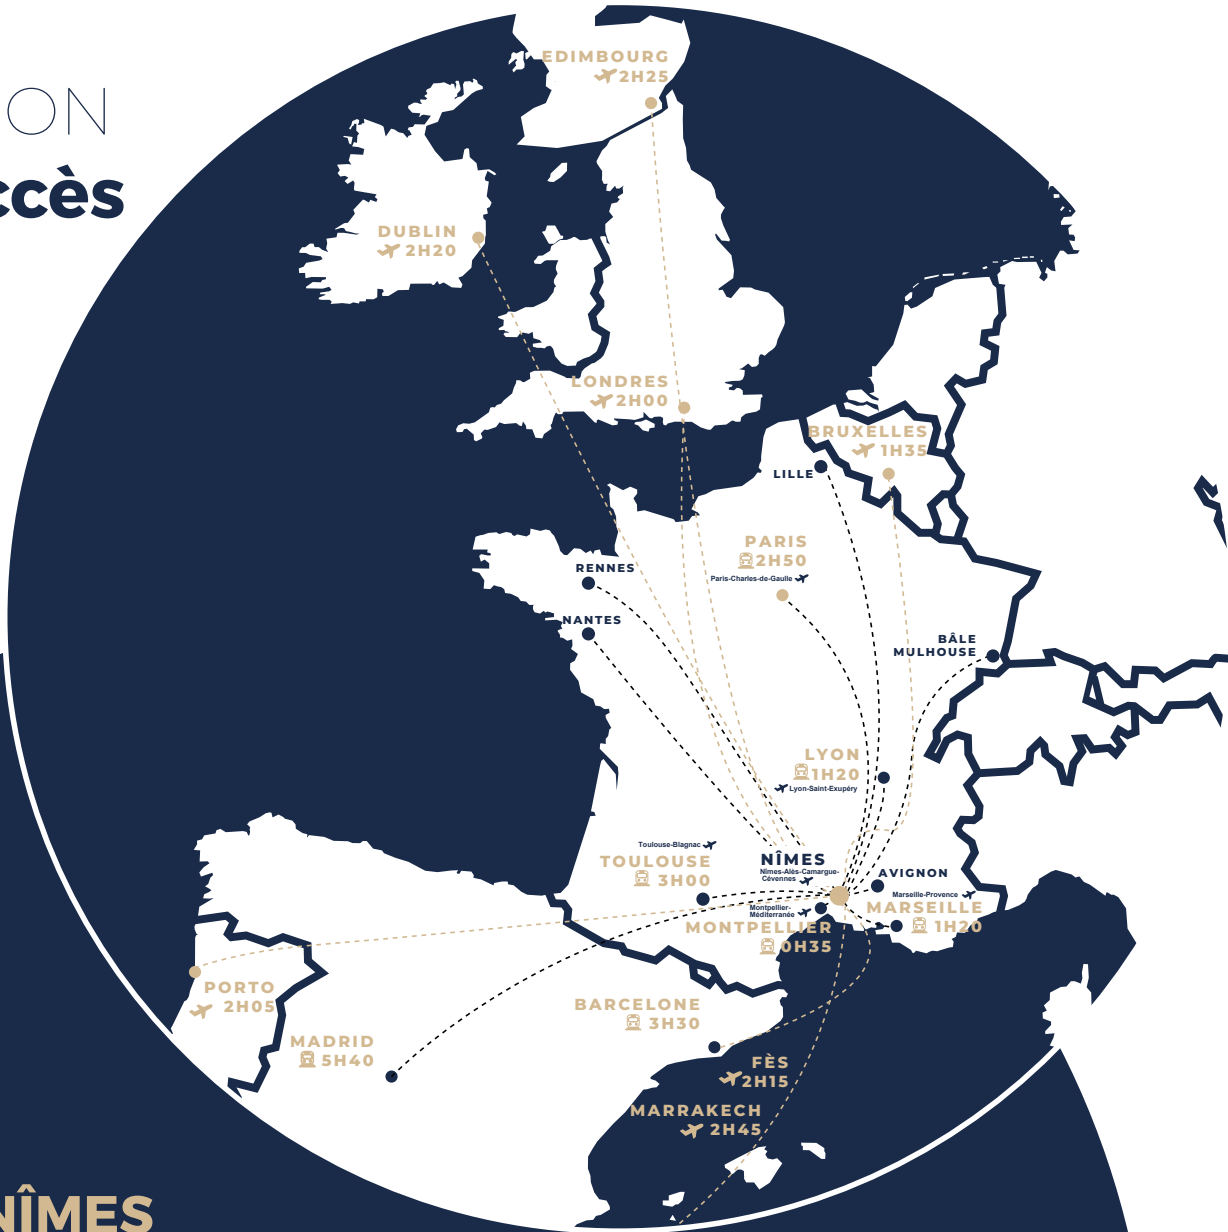 ON
ccès
EDIMBOURG
2H25
DUBLIN
2H20
LONDRES
2H00
BRUXELLES
1H35
LILLE
PARIS
2H50
Paris-Charles-de-Gaulle
RENNES
NANTES
BÂLE
MULHOUSE
LYON
1H20
Lyon-Saint-Exupéry
Toulouse-Blagnac
TOULOUSE
3H00
NÎMES
Nîmes-Alès-Camargue-
Cévennes
AVIGNON
Marseille-Provence
MARSEILLE
1H20
Montpellier-
Méditerranée
MONTPELLIER
0H35
PORTO
2H05
MADRID
5H40
BARCELONE
3H30
FÈS
2H15
MARRAKECH
2H45
NÎMES